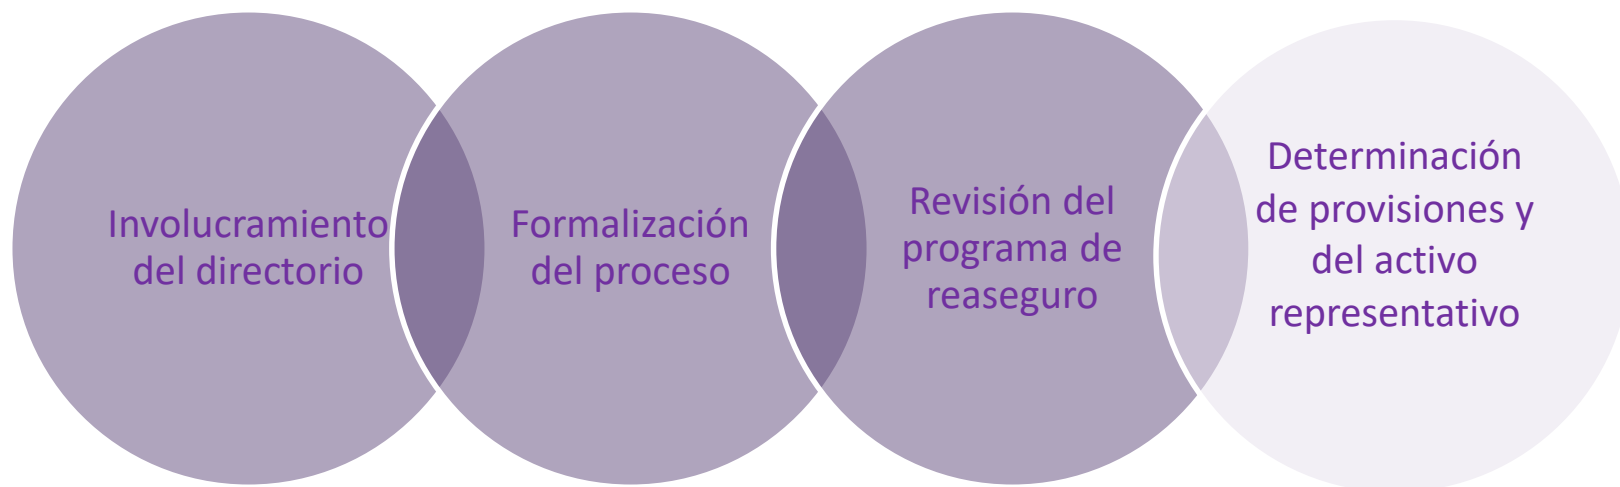 Involucramiento
del directorio
Formalización
del proceso
Revisión del
programa de
reaseguro
Determinación
de provisiones y
del activo
representativo